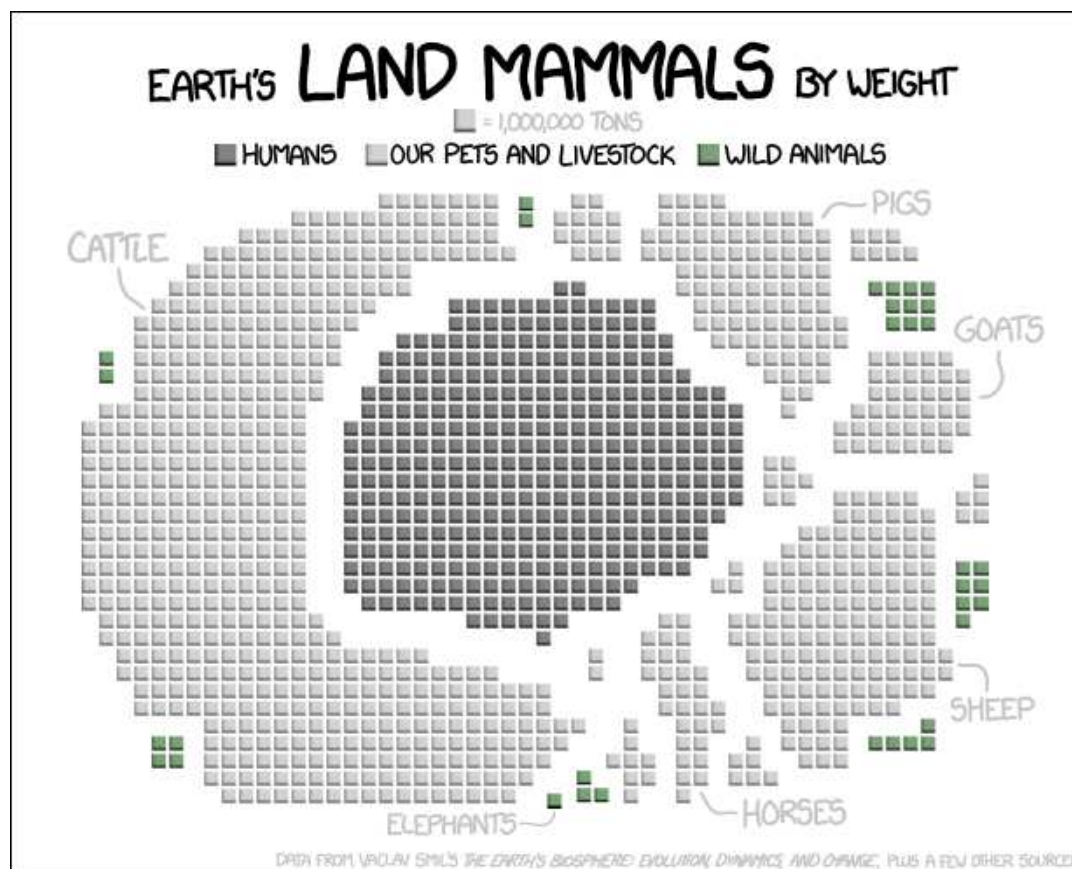 EARTH'S LAND MAMMALS BY WEIGHT
= 1,000,000 TONS
HUMANS OUR PETS AND LIVESTOCK WILD ANIMALS
PIGS
CATTLE
GOATS
SHEEP
HORSES
ELEPHANTS
DATA FROM VACLAV SMIL'S THE EARTH'S BIOSPHERE: EVOLUTION, DYNAMICS, AND CHANGE, PLUS A FEW OTHER SOURCE